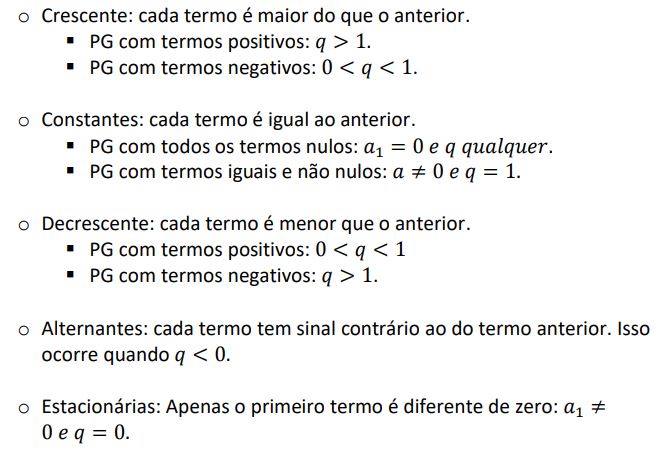 o Crescente: cada termo é maior do que o anterior.
▪ PG com termos positivos: q > 1.
▪ PG com termos negativos: 0 < q < 1.
o Constantes: cada termo é igual ao anterior.
▪ PG com todos os termos nulos: a₁ = 0 e q qualquer.
▪ PG com termos iguais e não nulos: a ≠ 0 e q = 1.
o Decrescente: cada termo é menor que o anterior.
▪ PG com termos positivos: 0 < q < 1
▪ PG com termos negativos: q > 1.
o Alternantes: cada termo tem sinal contrário ao do termo anterior. Isso
ocorre quando q < 0.
o Estacionárias: Apenas o primeiro termo é diferente de zero: a₁ ≠
0 e q = 0.